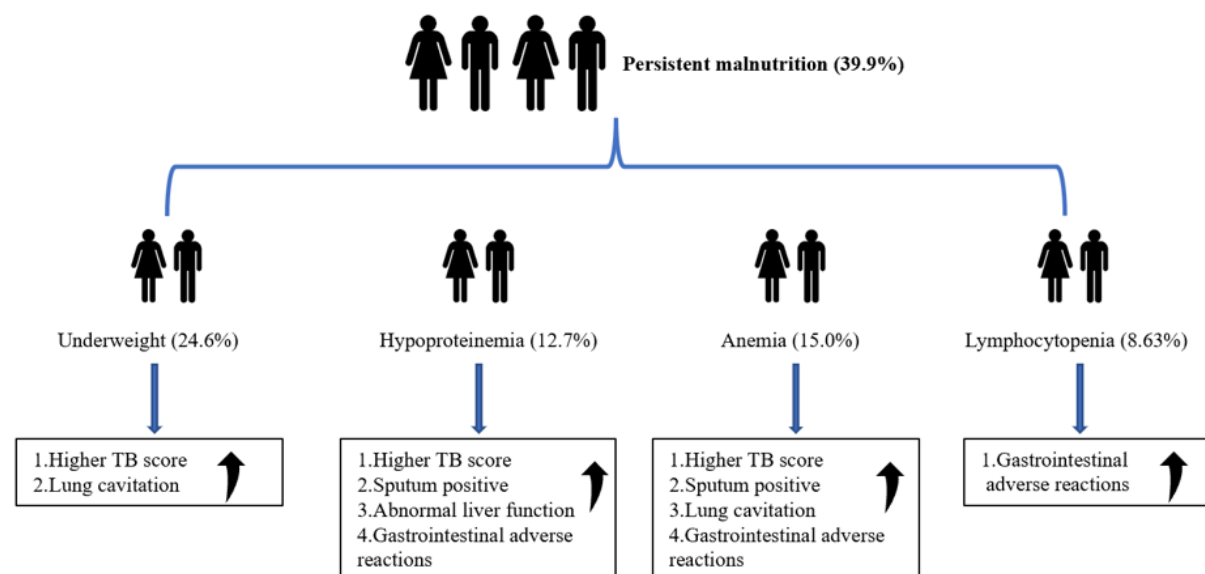 Persistent malnutrition (39.9%)
Underweight (24.6%)
Hypoproteinemia (12.7%)
Anemia (15.0%)
Lymphocytopenia (8.63%)
1.Higher TB score
2.Lung cavitation
1.Higher TB score
2.Sputum positive
3.Abnormal liver function
4.Gastrointestinal adverse
reactions
1.Higher TB score
2.Sputum positive
3.Lung cavitation
4.Gastrointestinal adverse
reactions
1.Gastrointestinal
adverse reactions